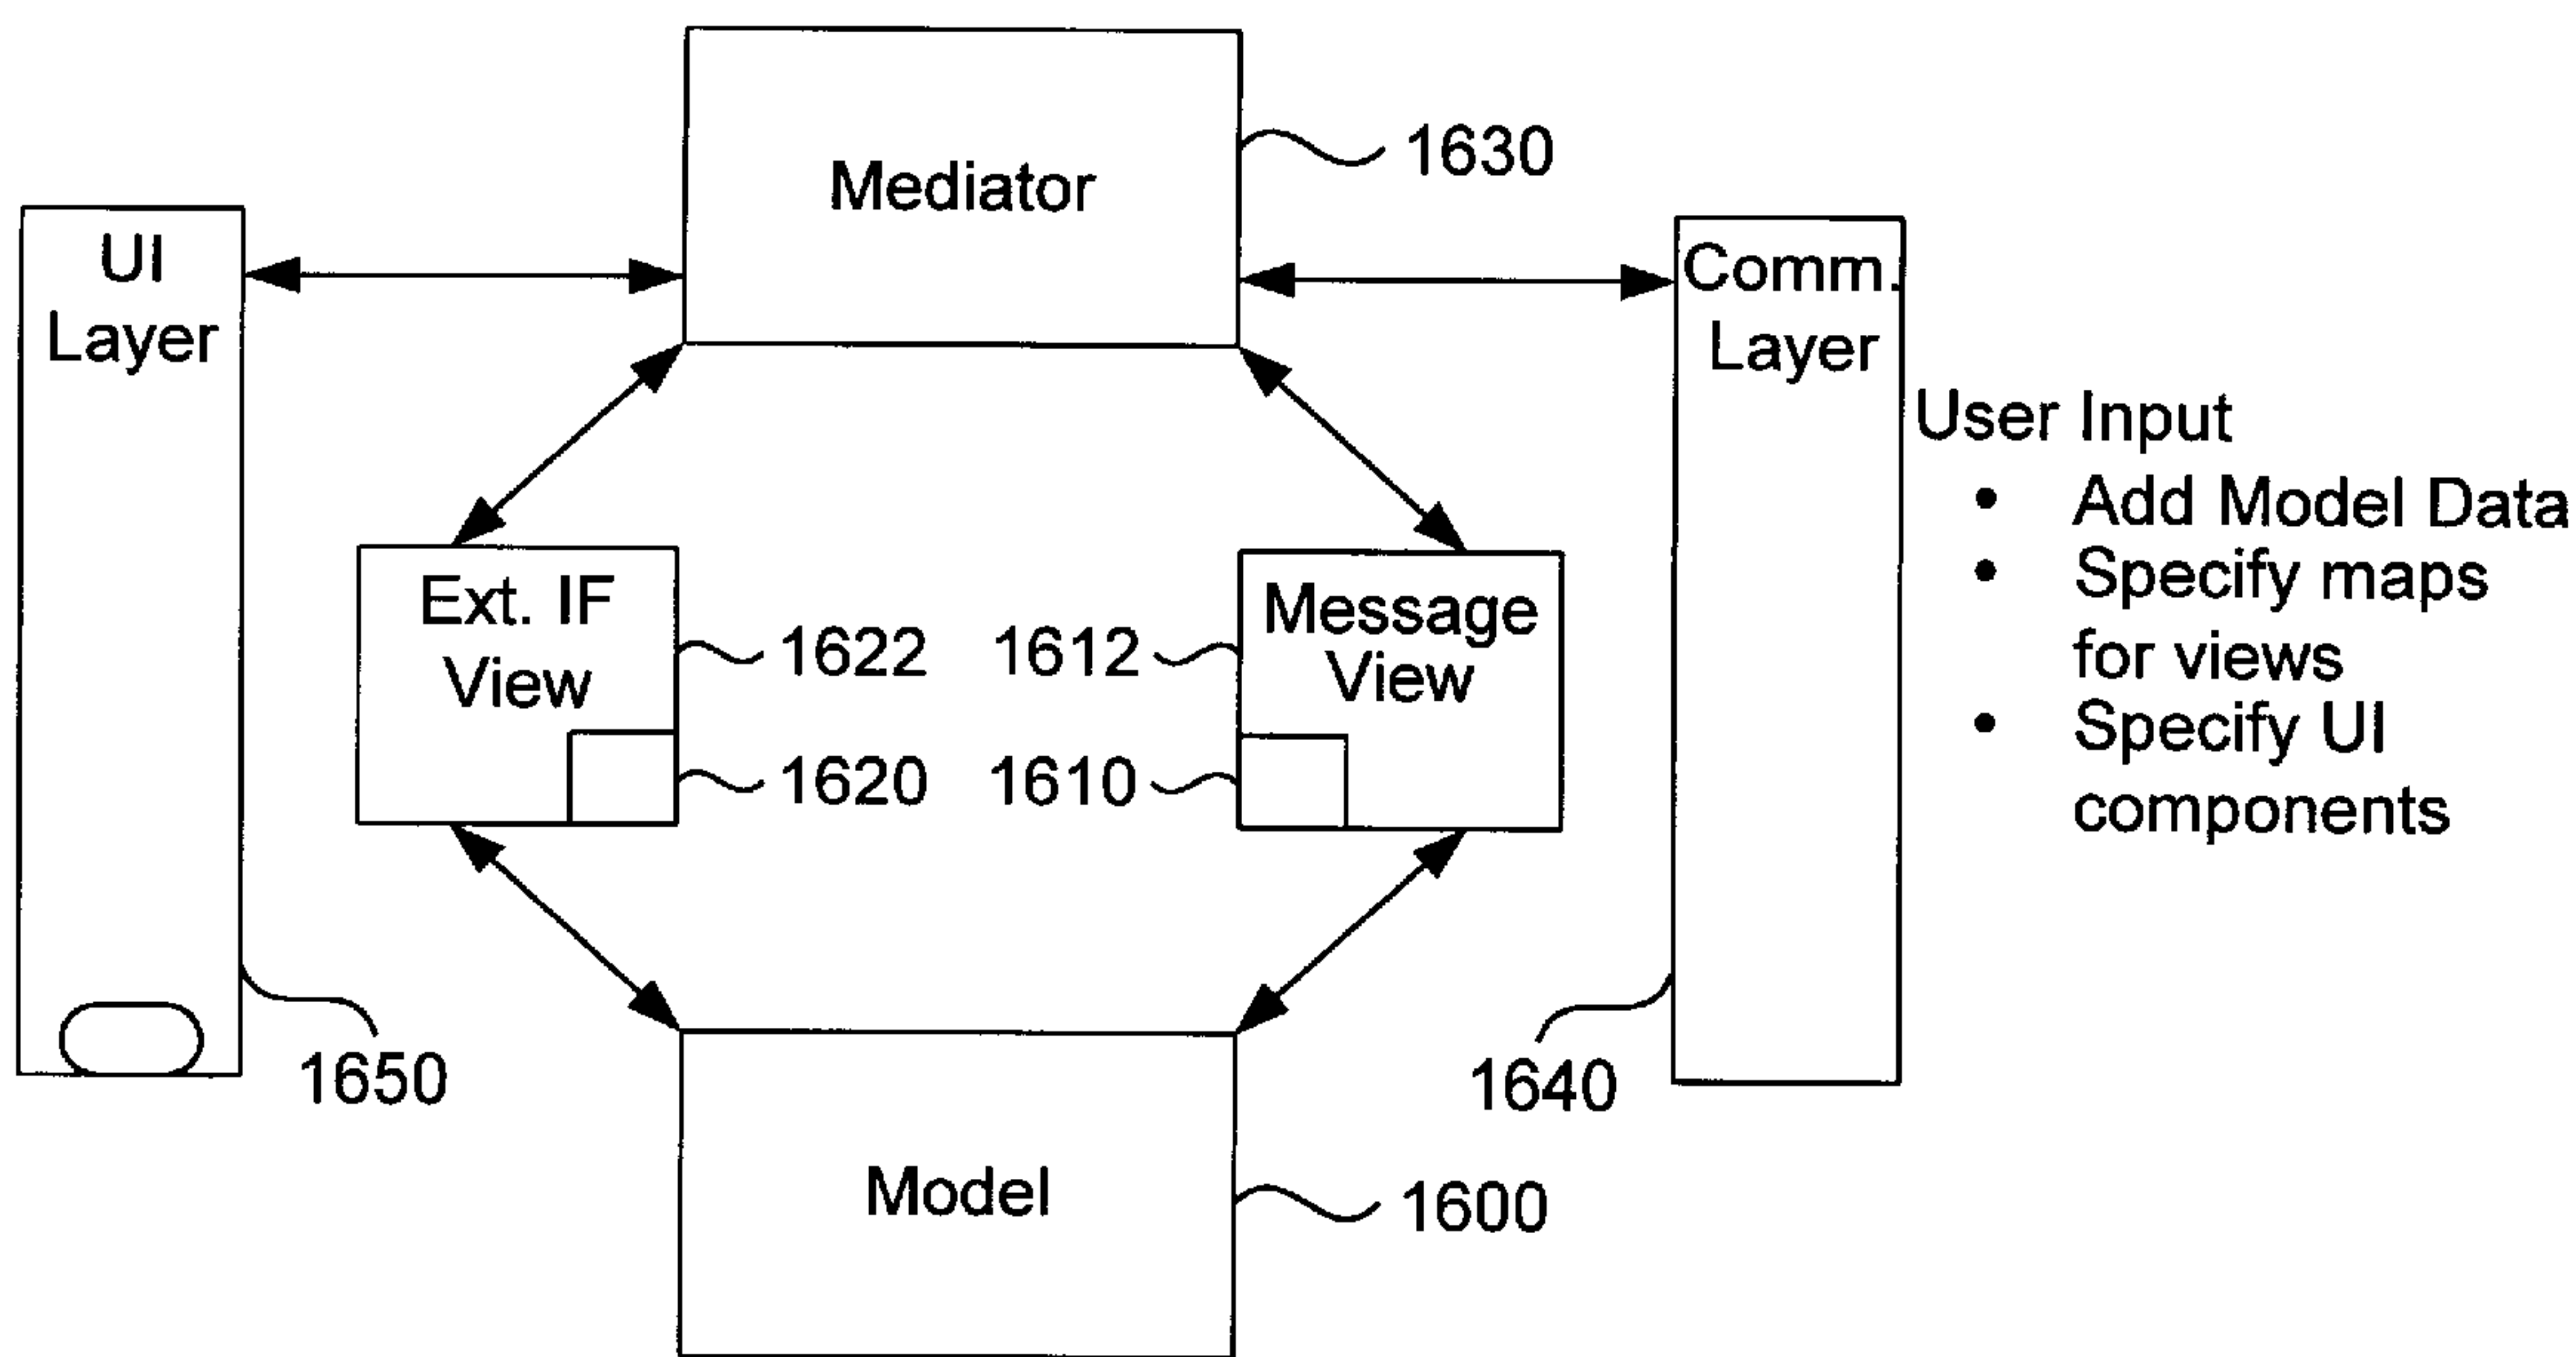 Mediator
1630
UI
Layer
Comm.
Layer
User Input
• Add Model Data
• Specify maps
for views
• Specify UI
components
Ext. IF
View
1622
1620
1612
1610
Message
View
1650
1640
Model
1600